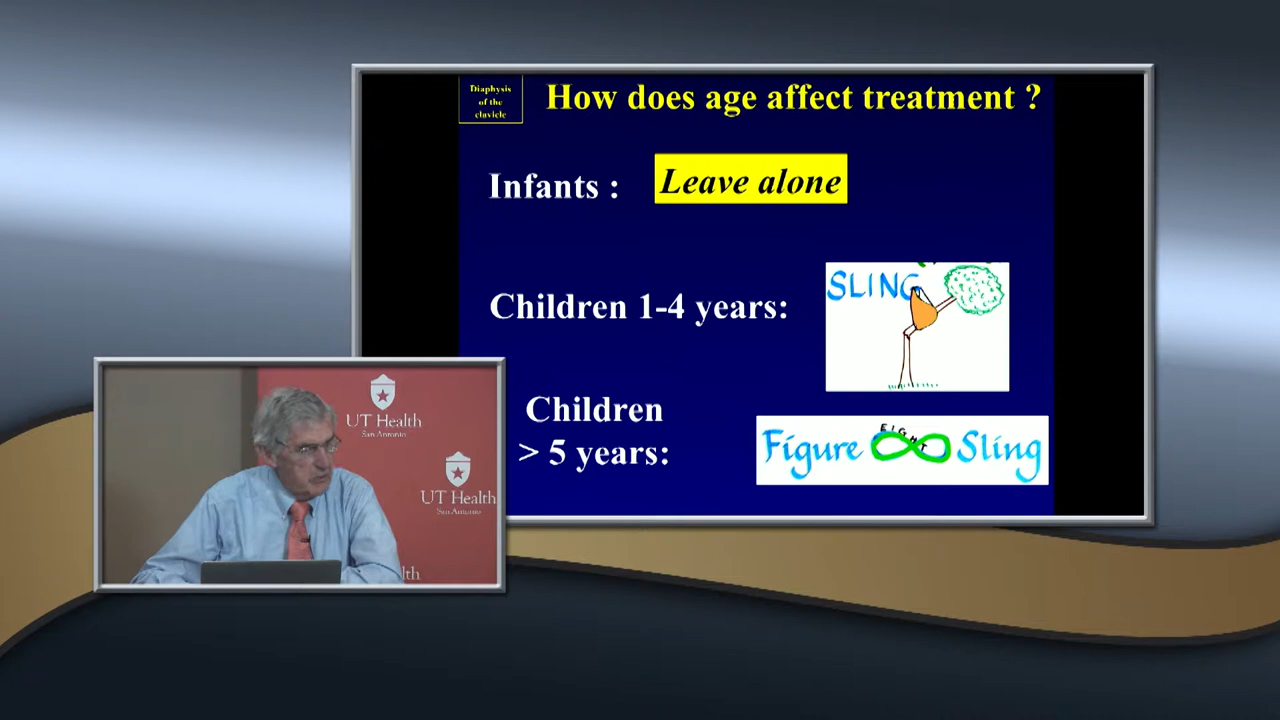 Diaphysis
of the
clavicle
How does age affect treatment ?
Infants :
Leave alone
Children 1-4 years:
SLING
Children
> 5 years:
Figure EIGHT Sling
UT Health
San Antonio
UT Health
San Antonio
lth